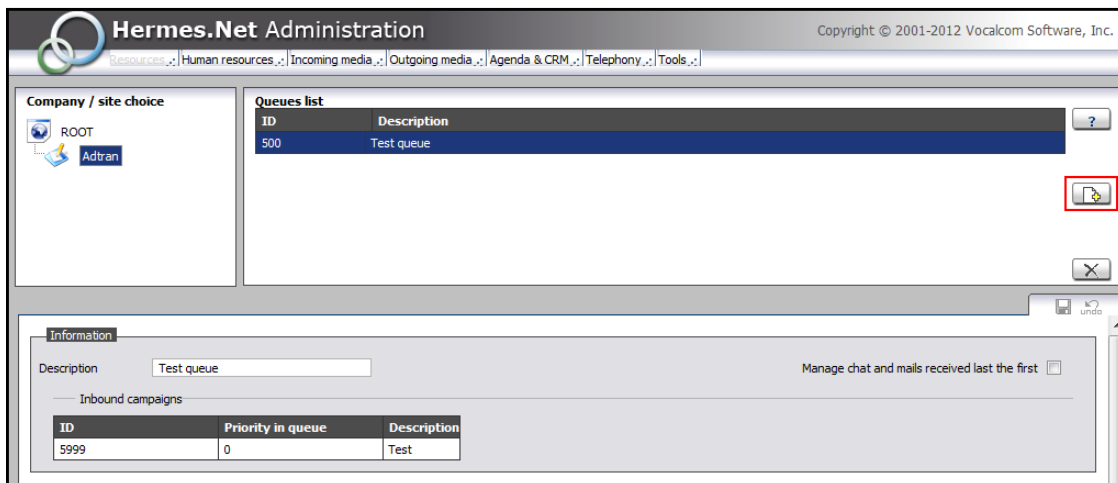 Hermes.Net Administration
Copyright © 2001-2012 Vocalcom Software, Inc.
Resources .: Human resources .: Incoming media .: Outgoing media .: Agenda & CRM .: Telephony .: Tools .:
Company / site choice
ROOT
Adtran
Queues list
ID Description
500 Test queue
?
undo
Information
Description Test queue
Manage chat and mails received last the first
Inbound campaigns
ID Priority in queue Description
5999 0 Test